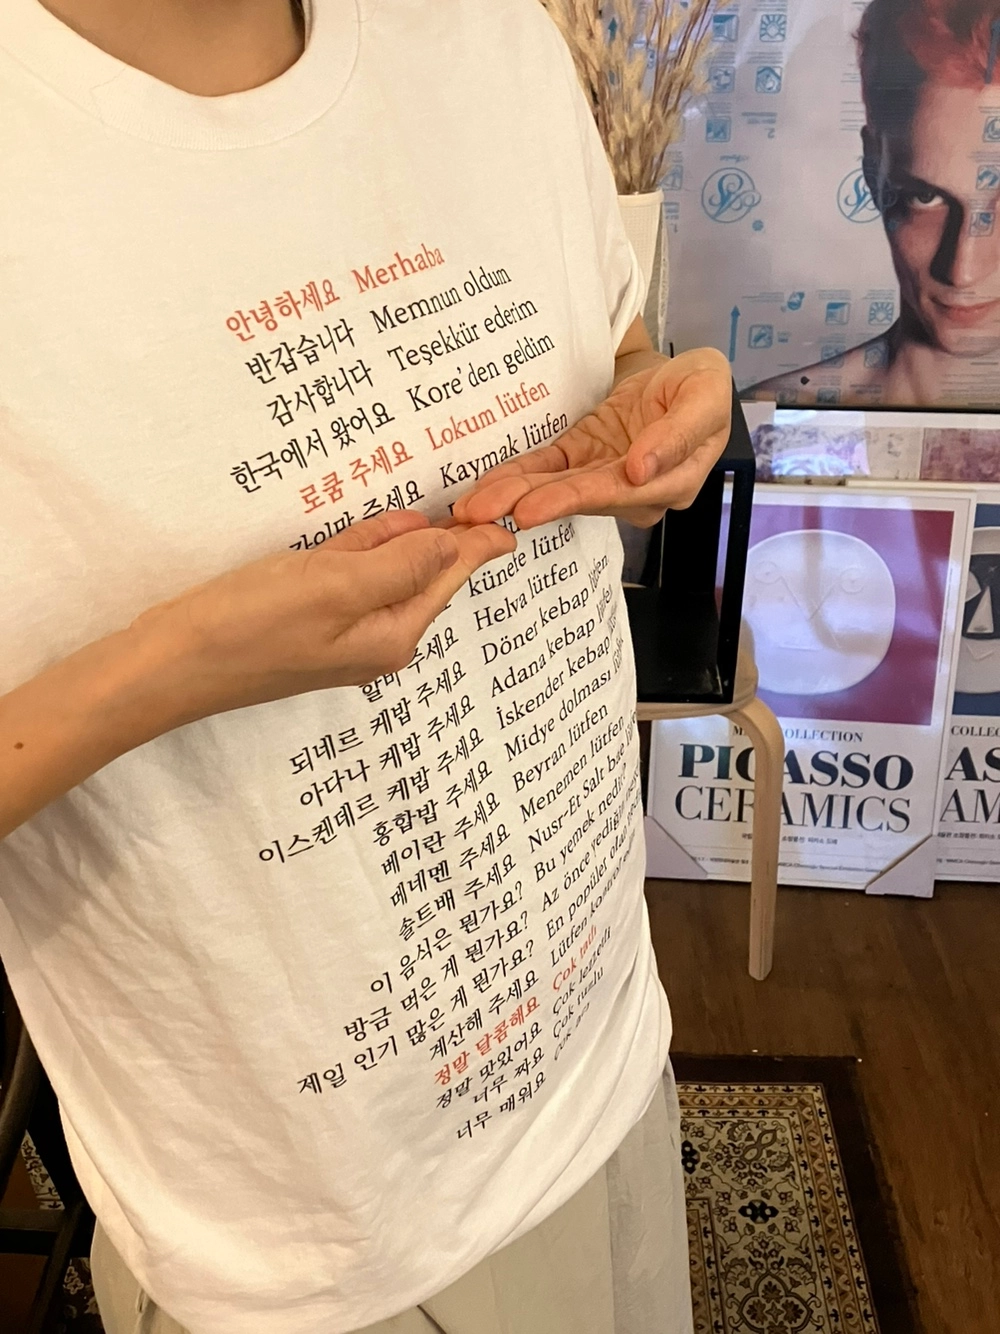 안녕하세요 Merhaba
반갑습니다 Memnun oldum
감사합니다 Teşekkür ederim
한국에서 왔어요 Kore'den geldim
로쿰 주세요 Lokum lütfen
주세요 Kaymak lütfen
künefe lütfen
주세요 Helva lütfen
되네르 케밥 주세요 Döner kebap lütfen
아다나 케밥 주세요 Adana kebap lütfen
이스켄데르 케밥 주세요 İskender kebap
홍합밥 주세요 Midye dolması
베이란 주세요 Beyran lütfen
메네멘 주세요 Menemen lütfen
솔트배 주세요 Nusr-Et Salt bae
이 음식은 뭔가요? Bu yemek nedir?
방금 먹은 게 뭔가요? Az önce yediğim
제일 인기 많은 게 뭔가요? En popüler olan
계산해 주세요 Lütfen
정말 달콤해요 Çok tatlı
정말 맛있어요 Çok lezzetli
너무 짜요 Çok tuzlu
너무 매워요 Çok acı
COLLECTION
PICASSO
CERAMICS